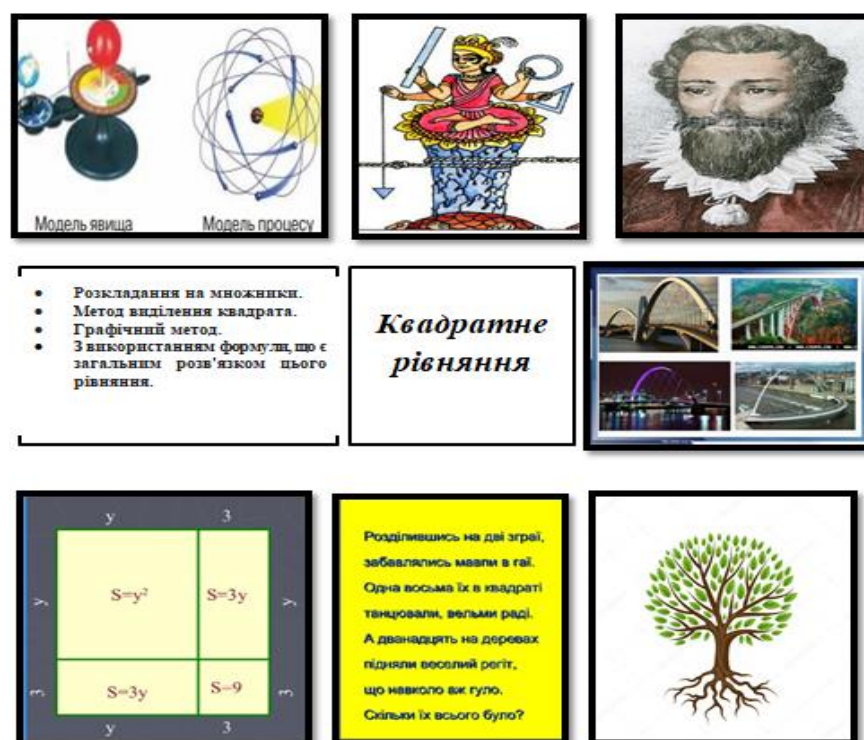 Модель явища
Модель процесу
• Розкладання на множники.
• Метод виділення квадрата.
• Графічний метод.
• З використанням формули, що є
загальним розв'язком цього
рівняння.
Квадратне
рівняння
y 3
y S=y² S=3y y
3 S=3y S=9 3
y 3
Розділившись на дві зграї,
забавлялись мавпи в гаї.
Одна восьма їх в квадраті
танцювали, вельми раді.
А дванадцять на деревах
підняли веселий регіт,
що навколо аж гуло.
Скільки їх всього було?